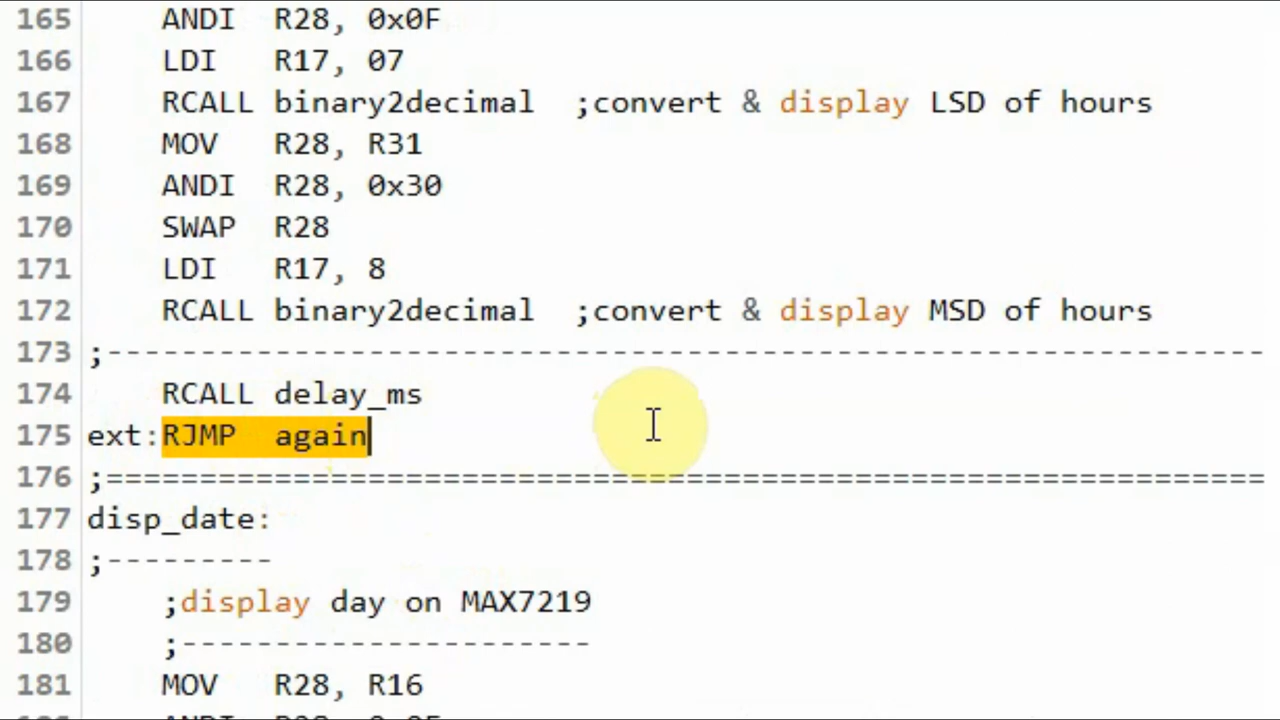 165 ANDI R28, 0x0F
166 LDI R17, 07
167 RCALL binary2decimal ;convert & display LSD of hours
168 MOV R28, R31
169 ANDI R28, 0x30
170 SWAP R28
171 LDI R17, 8
172 RCALL binary2decimal ;convert & display MSD of hours
173 ;--------------------------------------------------------------
174 RCALL delay_ms
175 ext:RJMP again
176 ;==============================================================
177 disp_date:
178 ;---------
179 ;display day on MAX7219
180 ;----------------------
181 MOV R28, R16